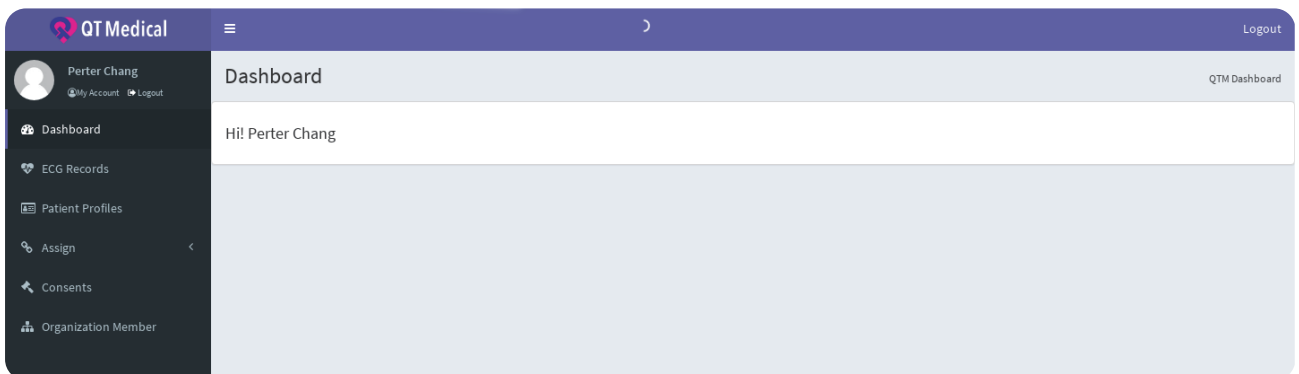 QT Medical
Logout
Perter Chang
My Account Logout
Dashboard
QTM Dashboard
Hi! Perter Chang
Dashboard
ECG Records
Patient Profiles
Assign
Consents
Organization Member